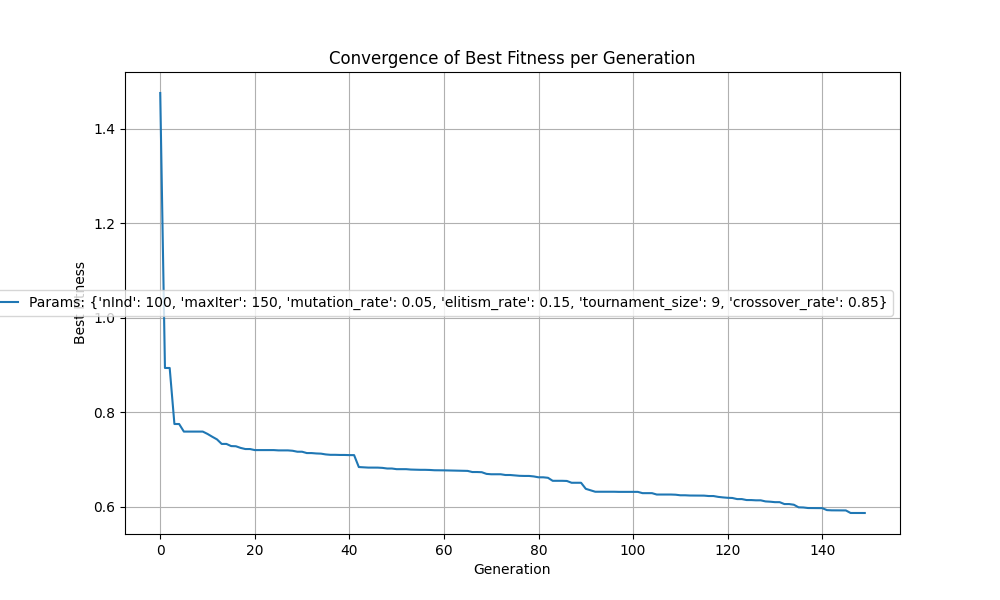 Convergence of Best Fitness per Generation
1.4
1.2
1.0
0.8
0.6
Best
Params: {'nInd': 100, 'maxIter': 150, 'mutation_rate': 0.05, 'elitism_rate': 0.15, 'tournament_size': 9, 'crossover_rate': 0.85}
0 20 40 60 80 100 120 140
Generation